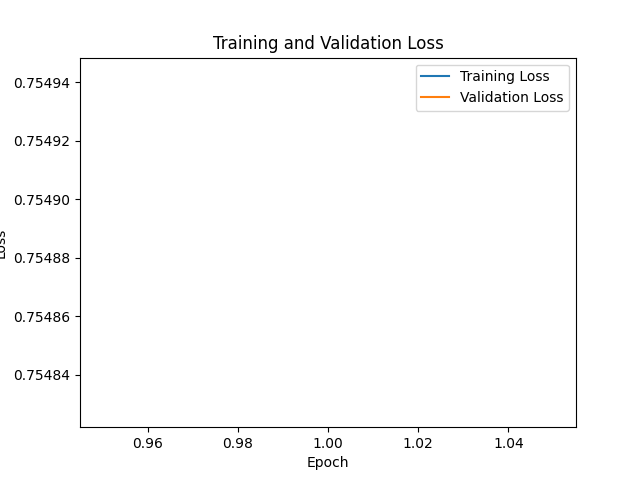 Training and Validation Loss
Training Loss
Validation Loss
0.75494
0.75492
0.75490
0.75488
0.75486
0.75484
Loss
0.96
0.98
1.00
1.02
1.04
Epoch